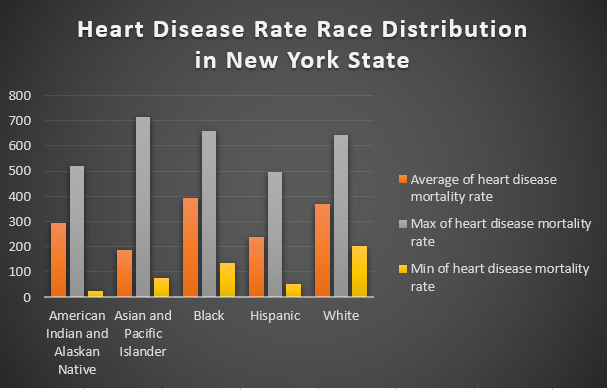 Heart Disease Rate Race Distribution
in New York State
800
700
600
500
400
300
200
100
0
American
Indian and
Alaskan
Native
Asian and
Pacific
Islander
Black
Hispanic
White
Average of heart disease
mortality rate
Max of heart disease mortality
rate
Min of heart disease mortality
rate